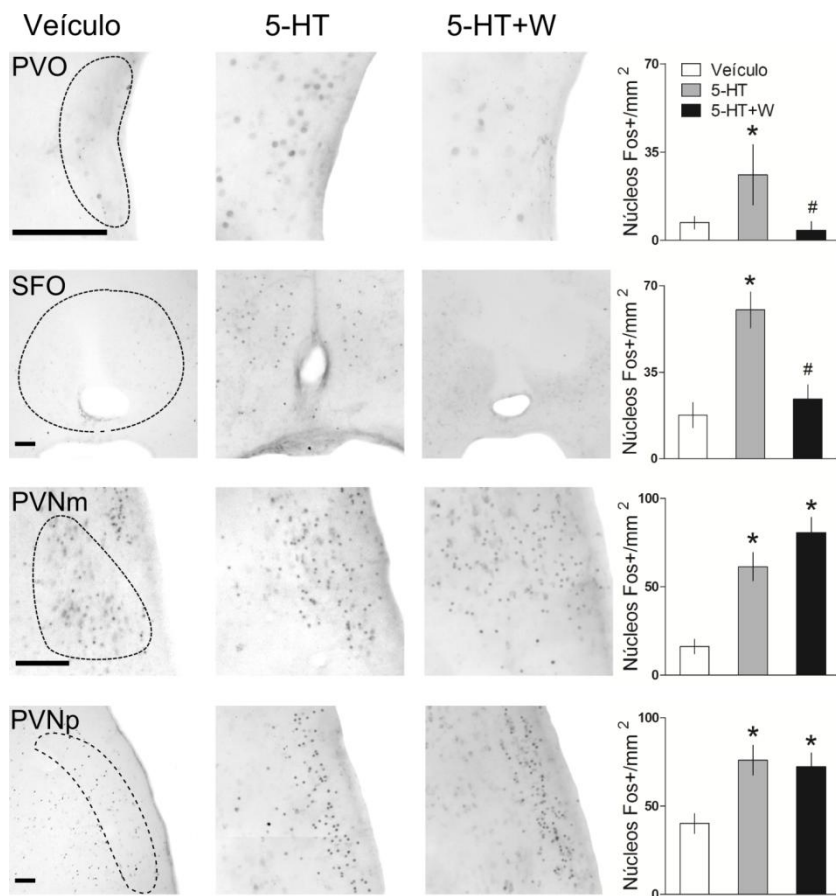 Veículo 5-HT 5-HT+W
PVO
Núcleos Fos+/mm 2
70
35
0
Veículo
5-HT
5-HT+W
*
#
SFO
Núcleos Fos+/mm 2
60
30
0
*
#
PVNm
Núcleos Fos+/mm 2
100
50
0
*
*
PVNp
Núcleos Fos+/mm 2
100
50
0
*
*